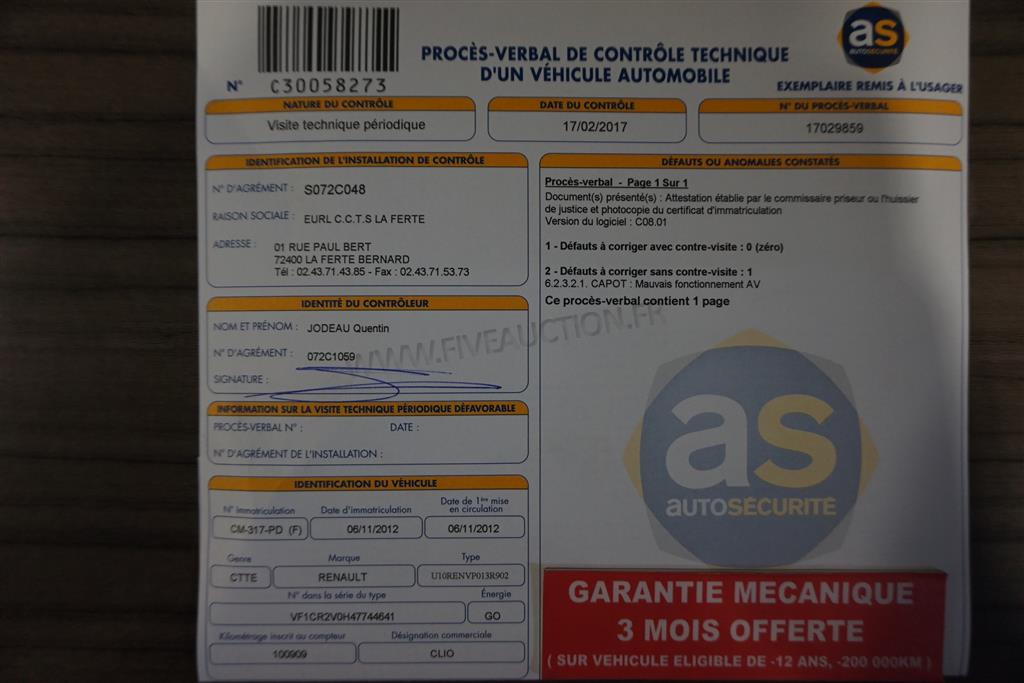 PROCÈS-VERBAL DE CONTRÔLE TECHNIQUE
D'UN VÉHICULE AUTOMOBILE
as
AUTOSÉCURITÉ
N° C30058273
EXEMPLAIRE REMIS À L'USAGER
NATURE DU CONTRÔLE
Visite technique périodique
DATE DU CONTRÔLE
17/02/2017
N° DU PROCÈS-VERBAL
17029859
IDENTIFICATION DE L'INSTALLATION DE CONTRÔLE
N° D'AGRÉMENT : S072C048
RAISON SOCIALE : EURL C.C.T.S LA FERTE
ADRESSE : 01 RUE PAUL BERT
72400 LA FERTE BERNARD
Tél : 02.43.71.43.85 - Fax : 02.43.71.53.73
IDENTITÉ DU CONTRÔLEUR
NOM ET PRÉNOM : JODEAU Quentin
N° D'AGRÉMENT : 072C1059
SIGNATURE :
INFORMATION SUR LA VISITE TECHNIQUE PÉRIODIQUE DÉFAVORABLE
PROCÈS-VERBAL N° : DATE :
N° D'AGRÉMENT DE L'INSTALLATION :
IDENTIFICATION DU VÉHICULE
N° Immatriculation
CM-317-PD (F)
Date d'immatriculation
06/11/2012
Date de 1ère mise
en circulation
06/11/2012
Genre
CTTE
Marque
RENAULT
Type
U10RENVP013R902
N° dans la série du type
VF1CR2V0H47744641
Énergie
GO
Kilométrage inscrit au compteur
100909
Désignation commerciale
CLIO
DÉFAUTS OU ANOMALIES CONSTATÉS
Procès-verbal - Page 1 Sur 1
Document(s) présenté(s) : Attestation établie par le commissaire priseur ou l'huissier
de justice et photocopie du certificat d'immatriculation
Version du logiciel : C08.01
1 - Défauts à corriger avec contre-visite : 0 (zéro)
2 - Défauts à corriger sans contre-visite : 1
6.2.3.2.1. CAPOT : Mauvais fonctionnement AV
Ce procès-verbal contient 1 page
WWW.FIVEAUCTION.FR
as
AUTOSÉCURITÉ
GARANTIE MECANIQUE
3 MOIS OFFERTE
( SUR VEHICULE ELIGIBLE DE -12 ANS, -200 000KM )